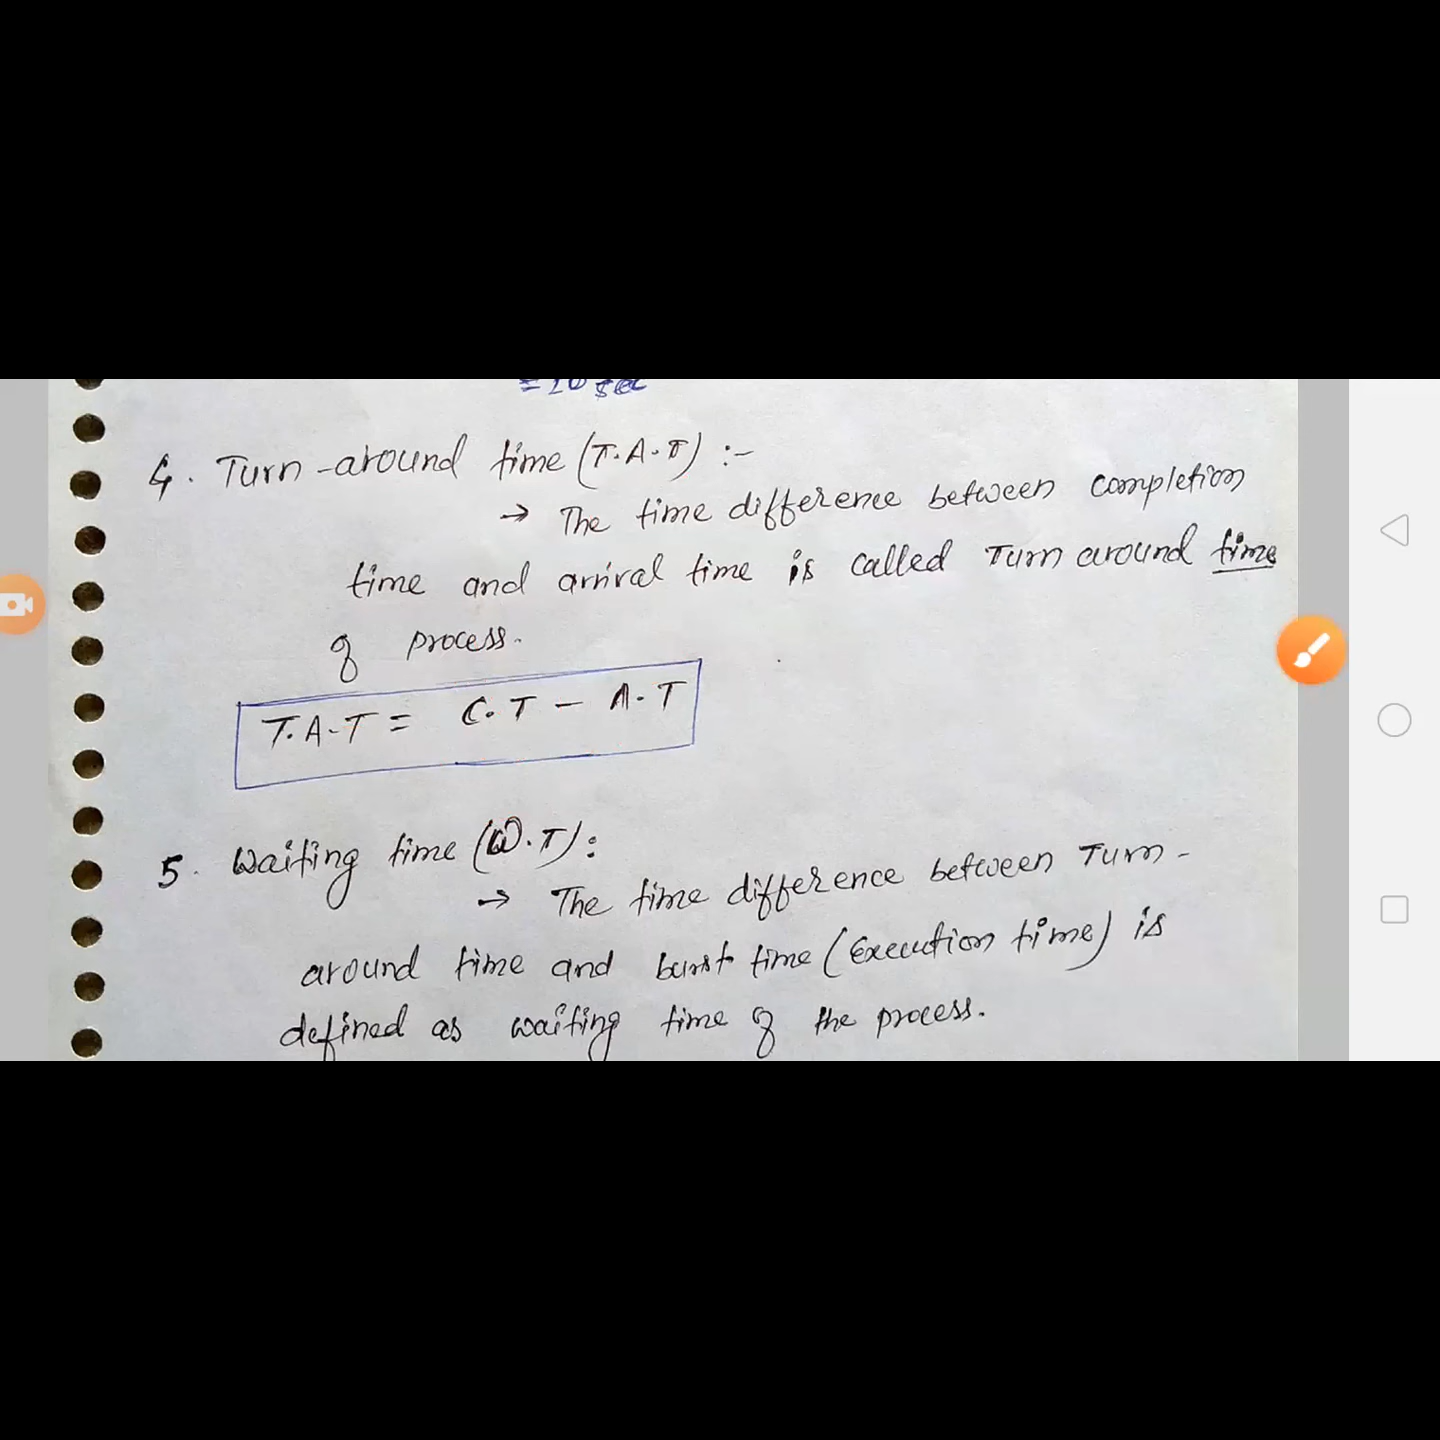 = 10 sec
4. Turn-around time (T.A.T) :-
→ The time difference between completion
time and arrival time is called Turn around time
of process.
T.A.T = C.T - A.T
5. Waiting time (W.T):
→ The time difference between Turn-
around time and burst time (Execution time) is
defined as waiting time of the process.